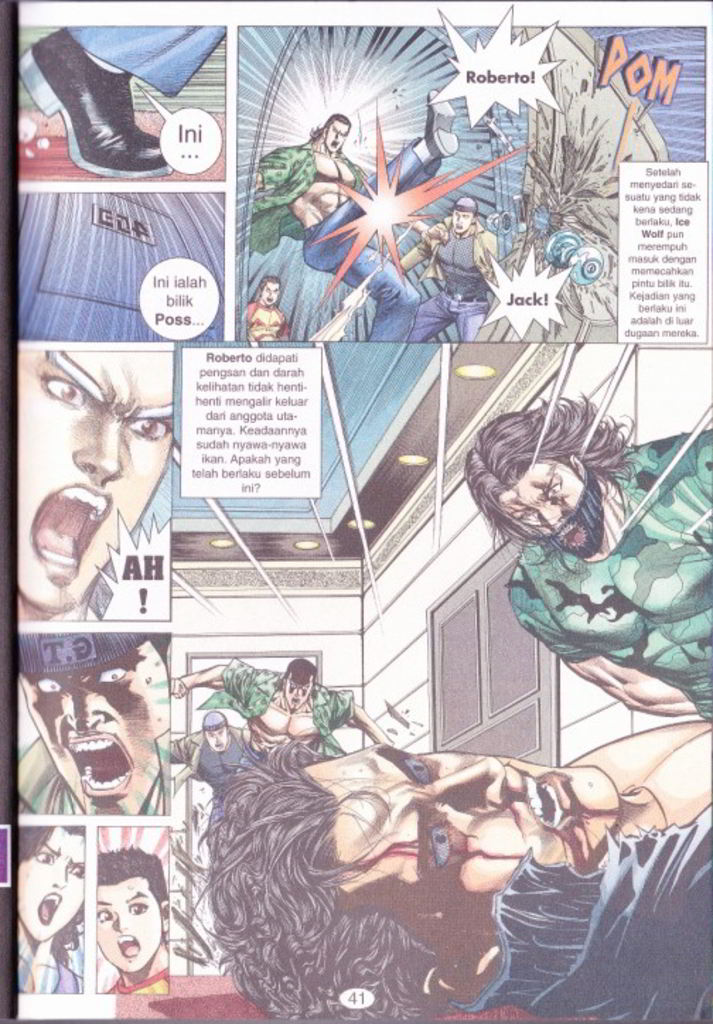 Ini
...
Roberto!
POM
Setelah
menyedari se-
suatu yang tidak
kena sedang
berlaku, Ice
Wolf pun
merempuh
masuk dengan
memecahkan
pintu bilik itu.
Kejadian yang
berlaku ini
adalah di luar
dugaan mereka.
Jack!
Ini ialah
bilik
Poss...
Roberto didapati
pengsan dan darah
kelihatan tidak henti-
henti mengalir keluar
dari anggota uta-
manya. Keadaannya
sudah nyawa-nyawa
ikan. Apakah yang
telah berlaku sebelum
ini?
AH
!
41